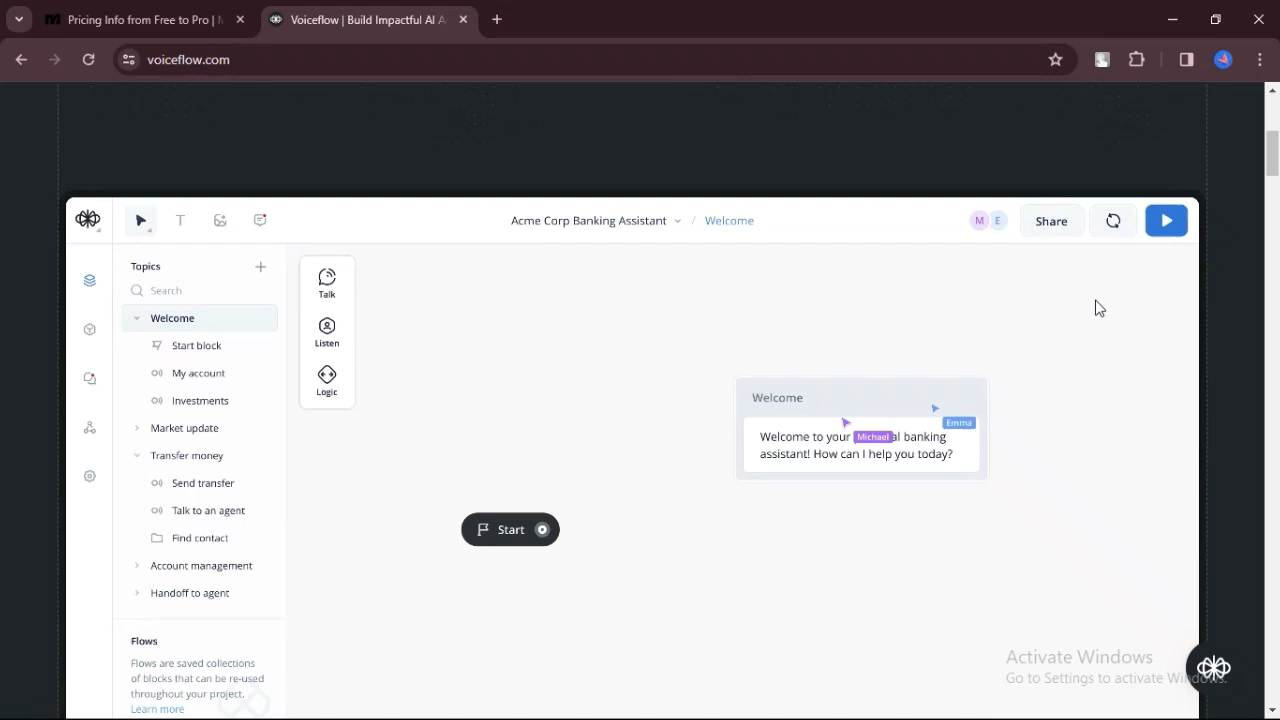 Pricing Info from Free to Pro |
Voiceflow | Build Impactful AI A
voiceflow.com
Acme Corp Banking Assistant / Welcome
M E
Share
Topics
Search
Welcome
Start block
My account
Investments
Market update
Transfer money
Send transfer
Talk to an agent
Find contact
Account management
Handoff to agent
Flows
Flows are saved collections
of blocks that can be re-used
throughout your project.
Learn more
T
Talk
Listen
Logic
Welcome
Emma
Welcome to your Michael al banking
assistant! How can I help you today?
Start
Activate Windows
Go to Settings to activate Windows.